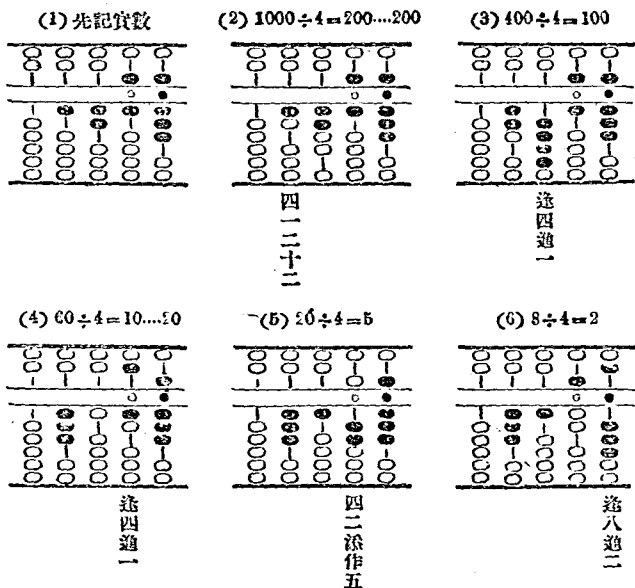 (1) 先記實數
(2) 1000÷4=200....200
四一二十二
(3) 400÷4=100
逢四進一
(4) 60÷4=10....20
逢四進一
(5) 20÷4=5
四二添作五
(6) 8÷4=2
逢八進二